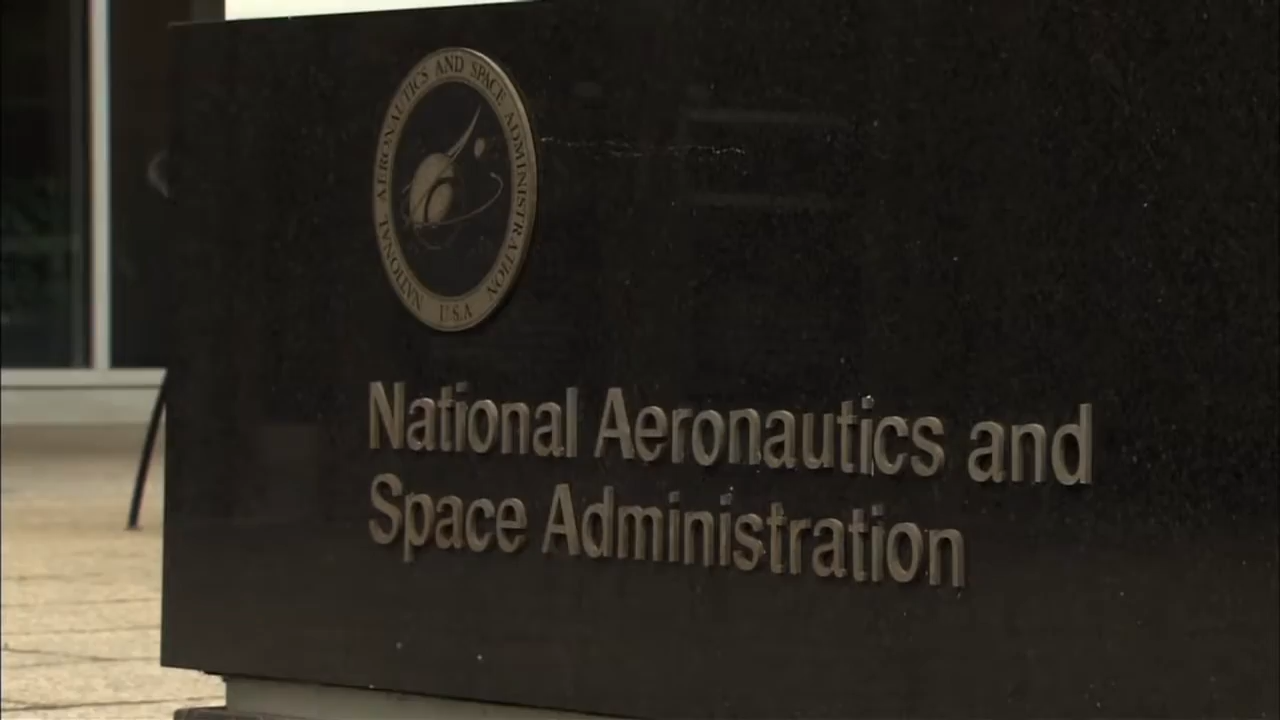 NATIONAL AERONAUTICS AND SPACE ADMINISTRATION
U.S.A
National Aeronautics and
Space Administration